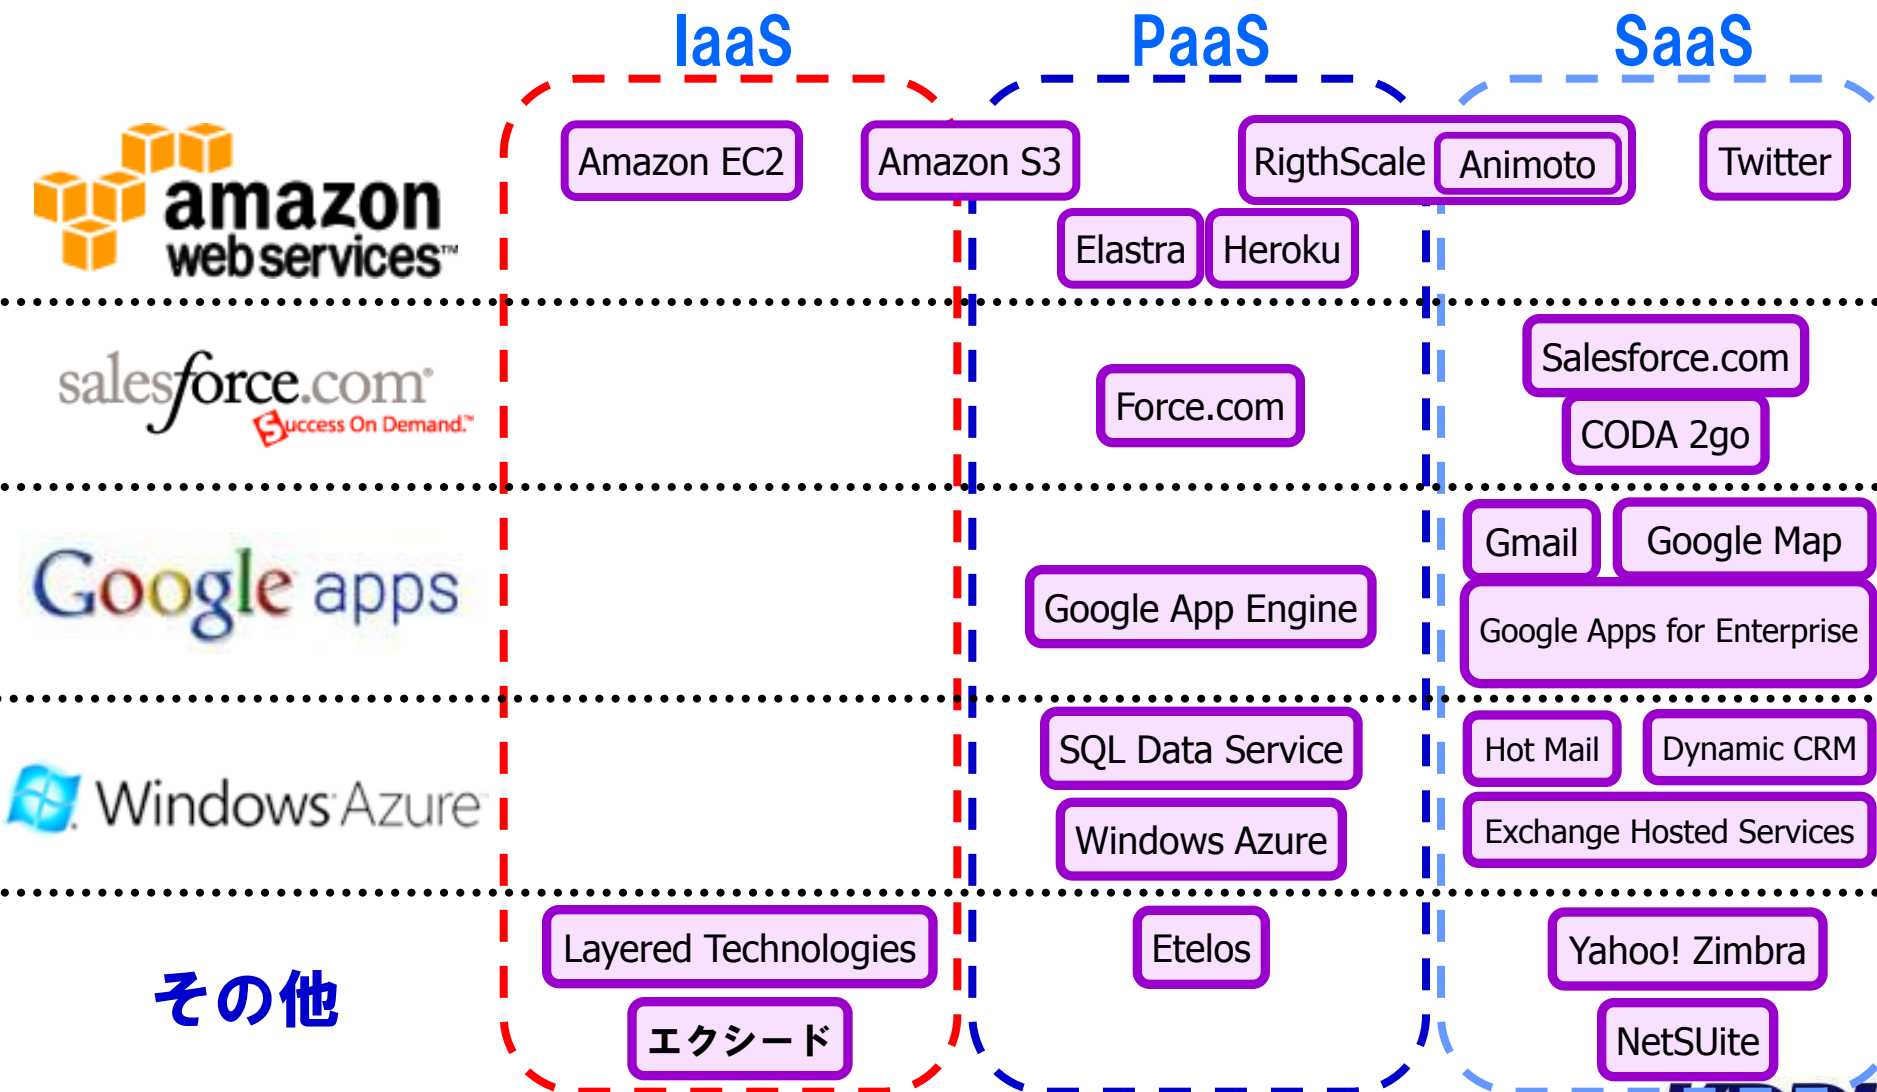 IaaS PaaS SaaS
amazon
web services™
Amazon EC2
Amazon S3
RigthScale
Animoto
Twitter
Elastra
Heroku
salesforce.com®
Success On Demand.™
Force.com
Salesforce.com
CODA 2go
Google apps
Google App Engine
Gmail
Google Map
Google Apps for Enterprise
Windows Azure™
SQL Data Service
Windows Azure
Hot Mail
Dynamic CRM
Exchange Hosted Services
その他
Layered Technologies
エクシード
Etelos
Yahoo! Zimbra
NetSUite